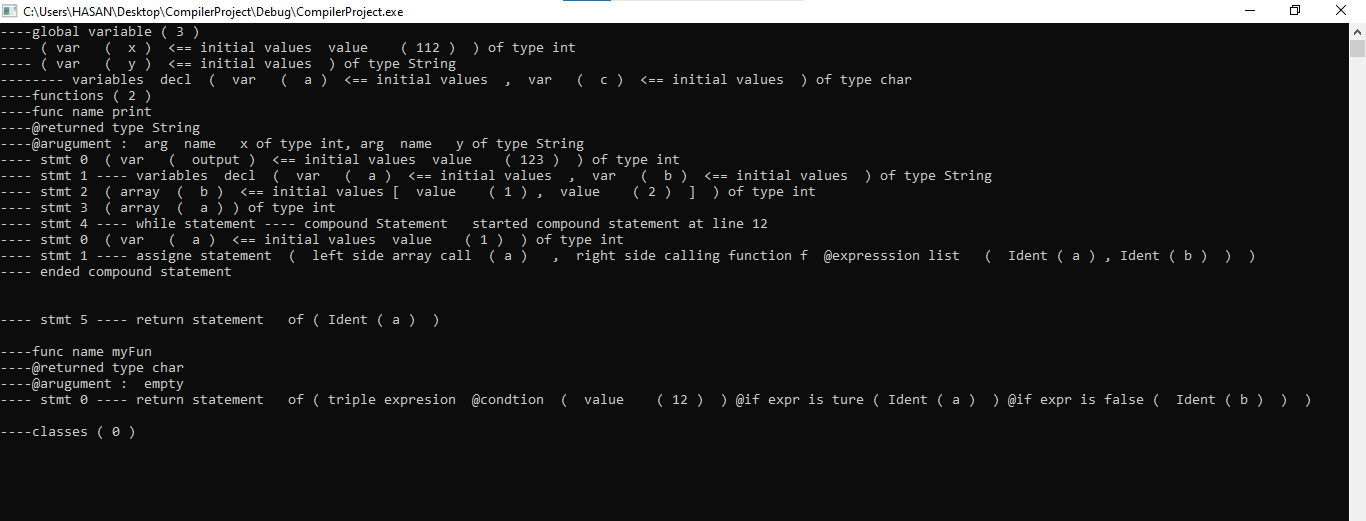 C:\Users\HASAN\Desktop\CompilerProject\Debug\CompilerProject.exe
----global variable ( 3 )
---- ( var   (  x )  <== initial values  value    ( 112 )  ) of type int
---- ( var   (  y )  <== initial values  ) of type String
-------- variables  decl  (  var   (  a )  <== initial values  ,  var   (  c )  <== initial values  ) of type char
----functions ( 2 )
----func name print
----@returned type String
----@arugument :  arg  name   x of type int, arg  name   y of type String
---- stmt 0  ( var   (  output )  <== initial values  value    ( 123 )  ) of type int
---- stmt 1 ---- variables  decl  (  var   (  a )  <== initial values  ,  var   (  b )  <== initial values  ) of type String
---- stmt 2  ( array  (  b )  <== initial values [  value    ( 1 ) ,  value    ( 2 )  ]  ) of type int
---- stmt 3  ( array  (  a ) ) of type int
---- stmt 4 ---- while statement ---- compound Statement   started compound statement at line 12
---- stmt 0  ( var   (  a )  <== initial values  value    ( 1 )  ) of type int
---- stmt 1 ---- assigne statement  (  left side array call  ( a )   ,  right side calling function f  @expresssion list   (  Ident ( a ) , Ident ( b )  )  )
---- ended compound statement
---- stmt 5 ---- return statement   of ( Ident ( a )  )
----func name myFun
----@returned type char
----@arugument :  empty
---- stmt 0 ---- return statement   of ( triple expresion  @condtion  (  value    ( 12 )  ) @if expr is ture ( Ident ( a )  ) @if expr is false (  Ident ( b )  )  )
----classes ( 0 )